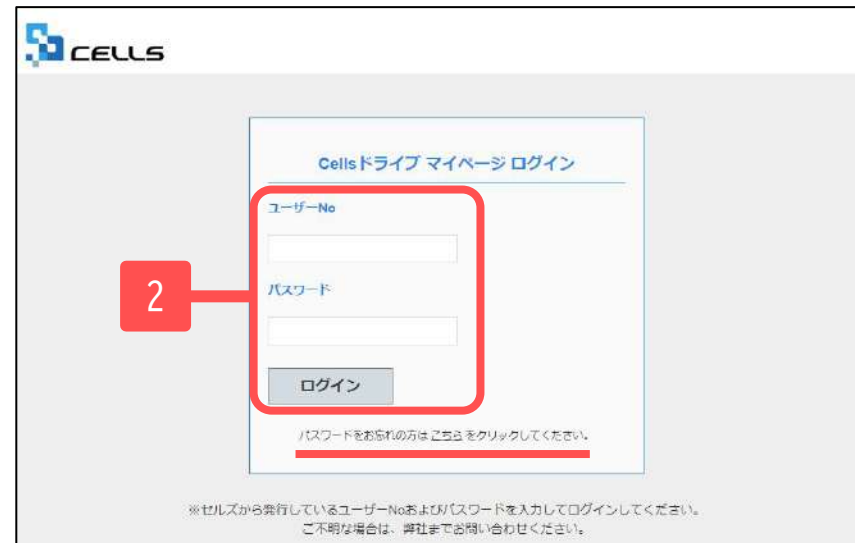 CELLS
Cellsドライブ マイページ ログイン
ユーザーNo
2
パスワード
ログイン
パスワードをお忘れの方はこちらをクリックしてください。
※セルズから発行しているユーザーNoおよびパスワードを入力してログインしてください。
ご不明な場合は、弊社までお問い合わせください。